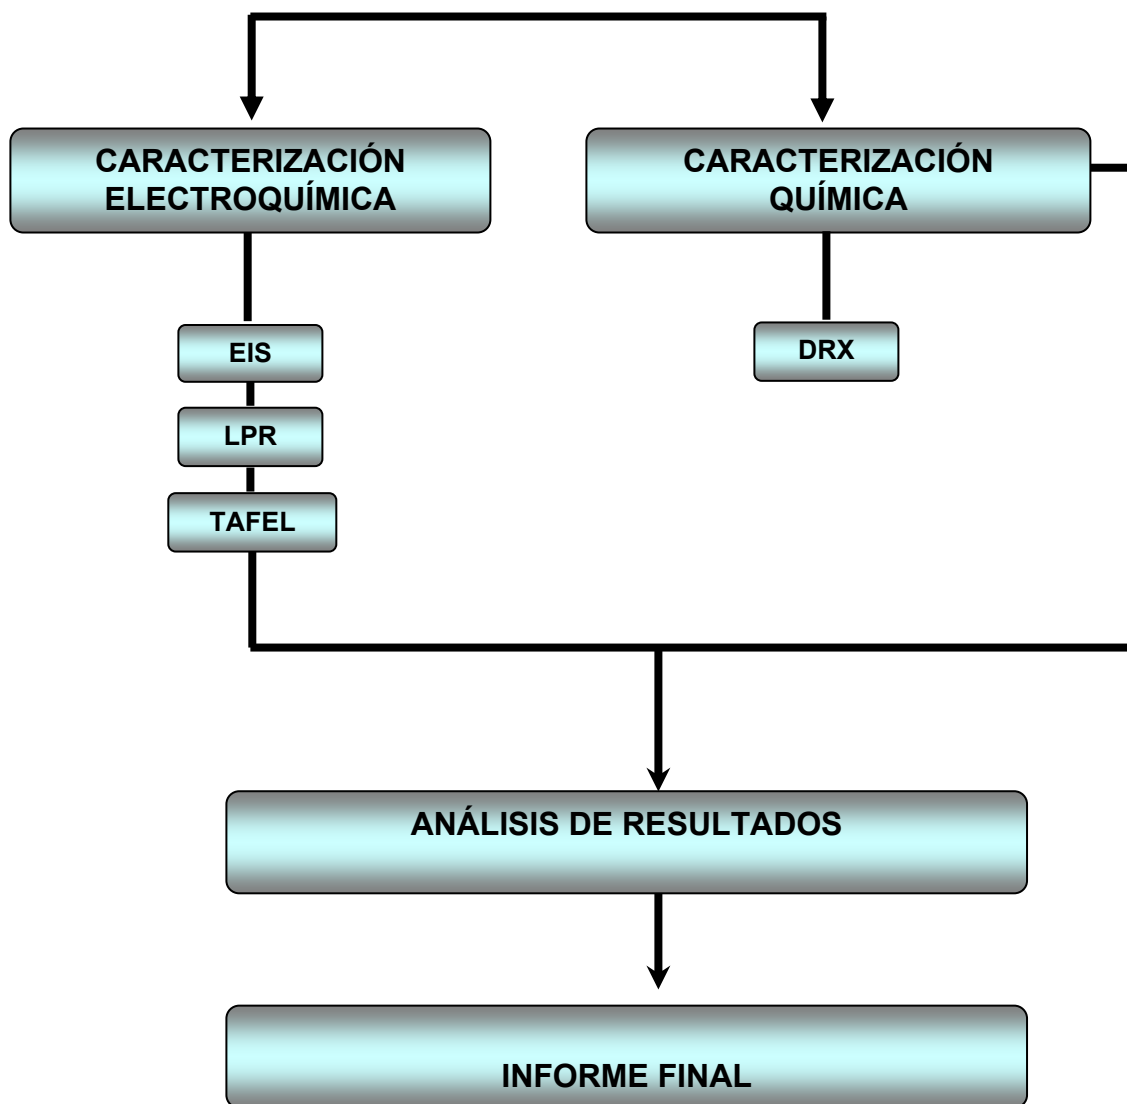 CARACTERIZACIÓN
ELECTROQUÍMICA
CARACTERIZACIÓN
QUÍMICA
EIS
DRX
LPR
TAFEL
ANÁLISIS DE RESULTADOS
INFORME FINAL